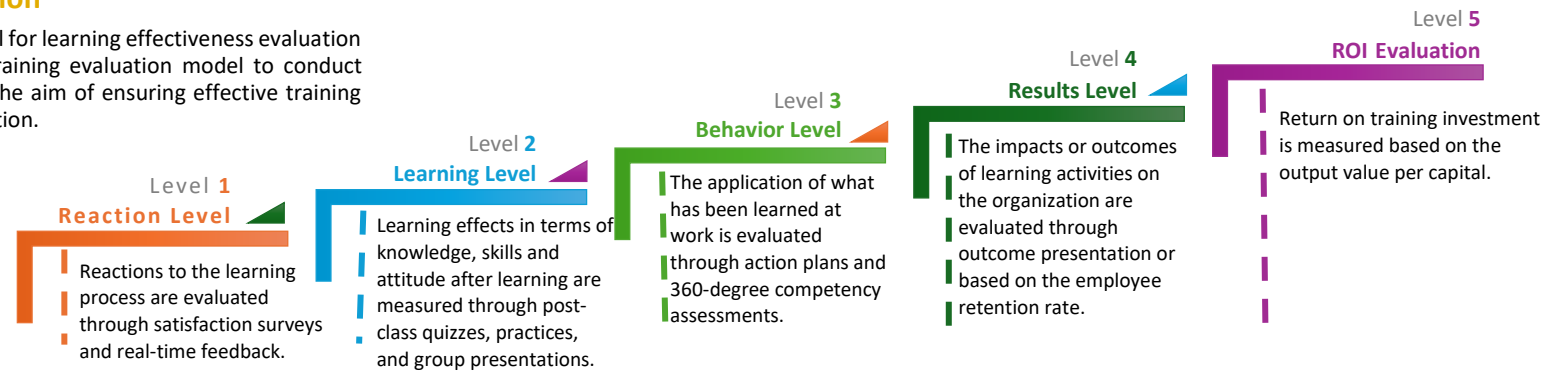 l for learning effectiveness evaluation
raining evaluation model to conduct
he aim of ensuring effective training
tion.
Level 1
Reaction Level
Reactions to the learning
process are evaluated
through satisfaction surveys
and real-time feedback.
Level 2
Learning Level
Learning effects in terms of
knowledge, skills and
attitude after learning are
measured through post-
class quizzes, practices,
and group presentations.
Level 3
Behavior Level
The application of what
has been learned at
work is evaluated
through action plans and
360-degree competency
assessments.
Level 4
Results Level
The impacts or outcomes
of learning activities on
the organization are
evaluated through
outcome presentation or
based on the employee
retention rate.
Level 5
ROI Evaluation
Return on training investment
is measured based on the
output value per capital.